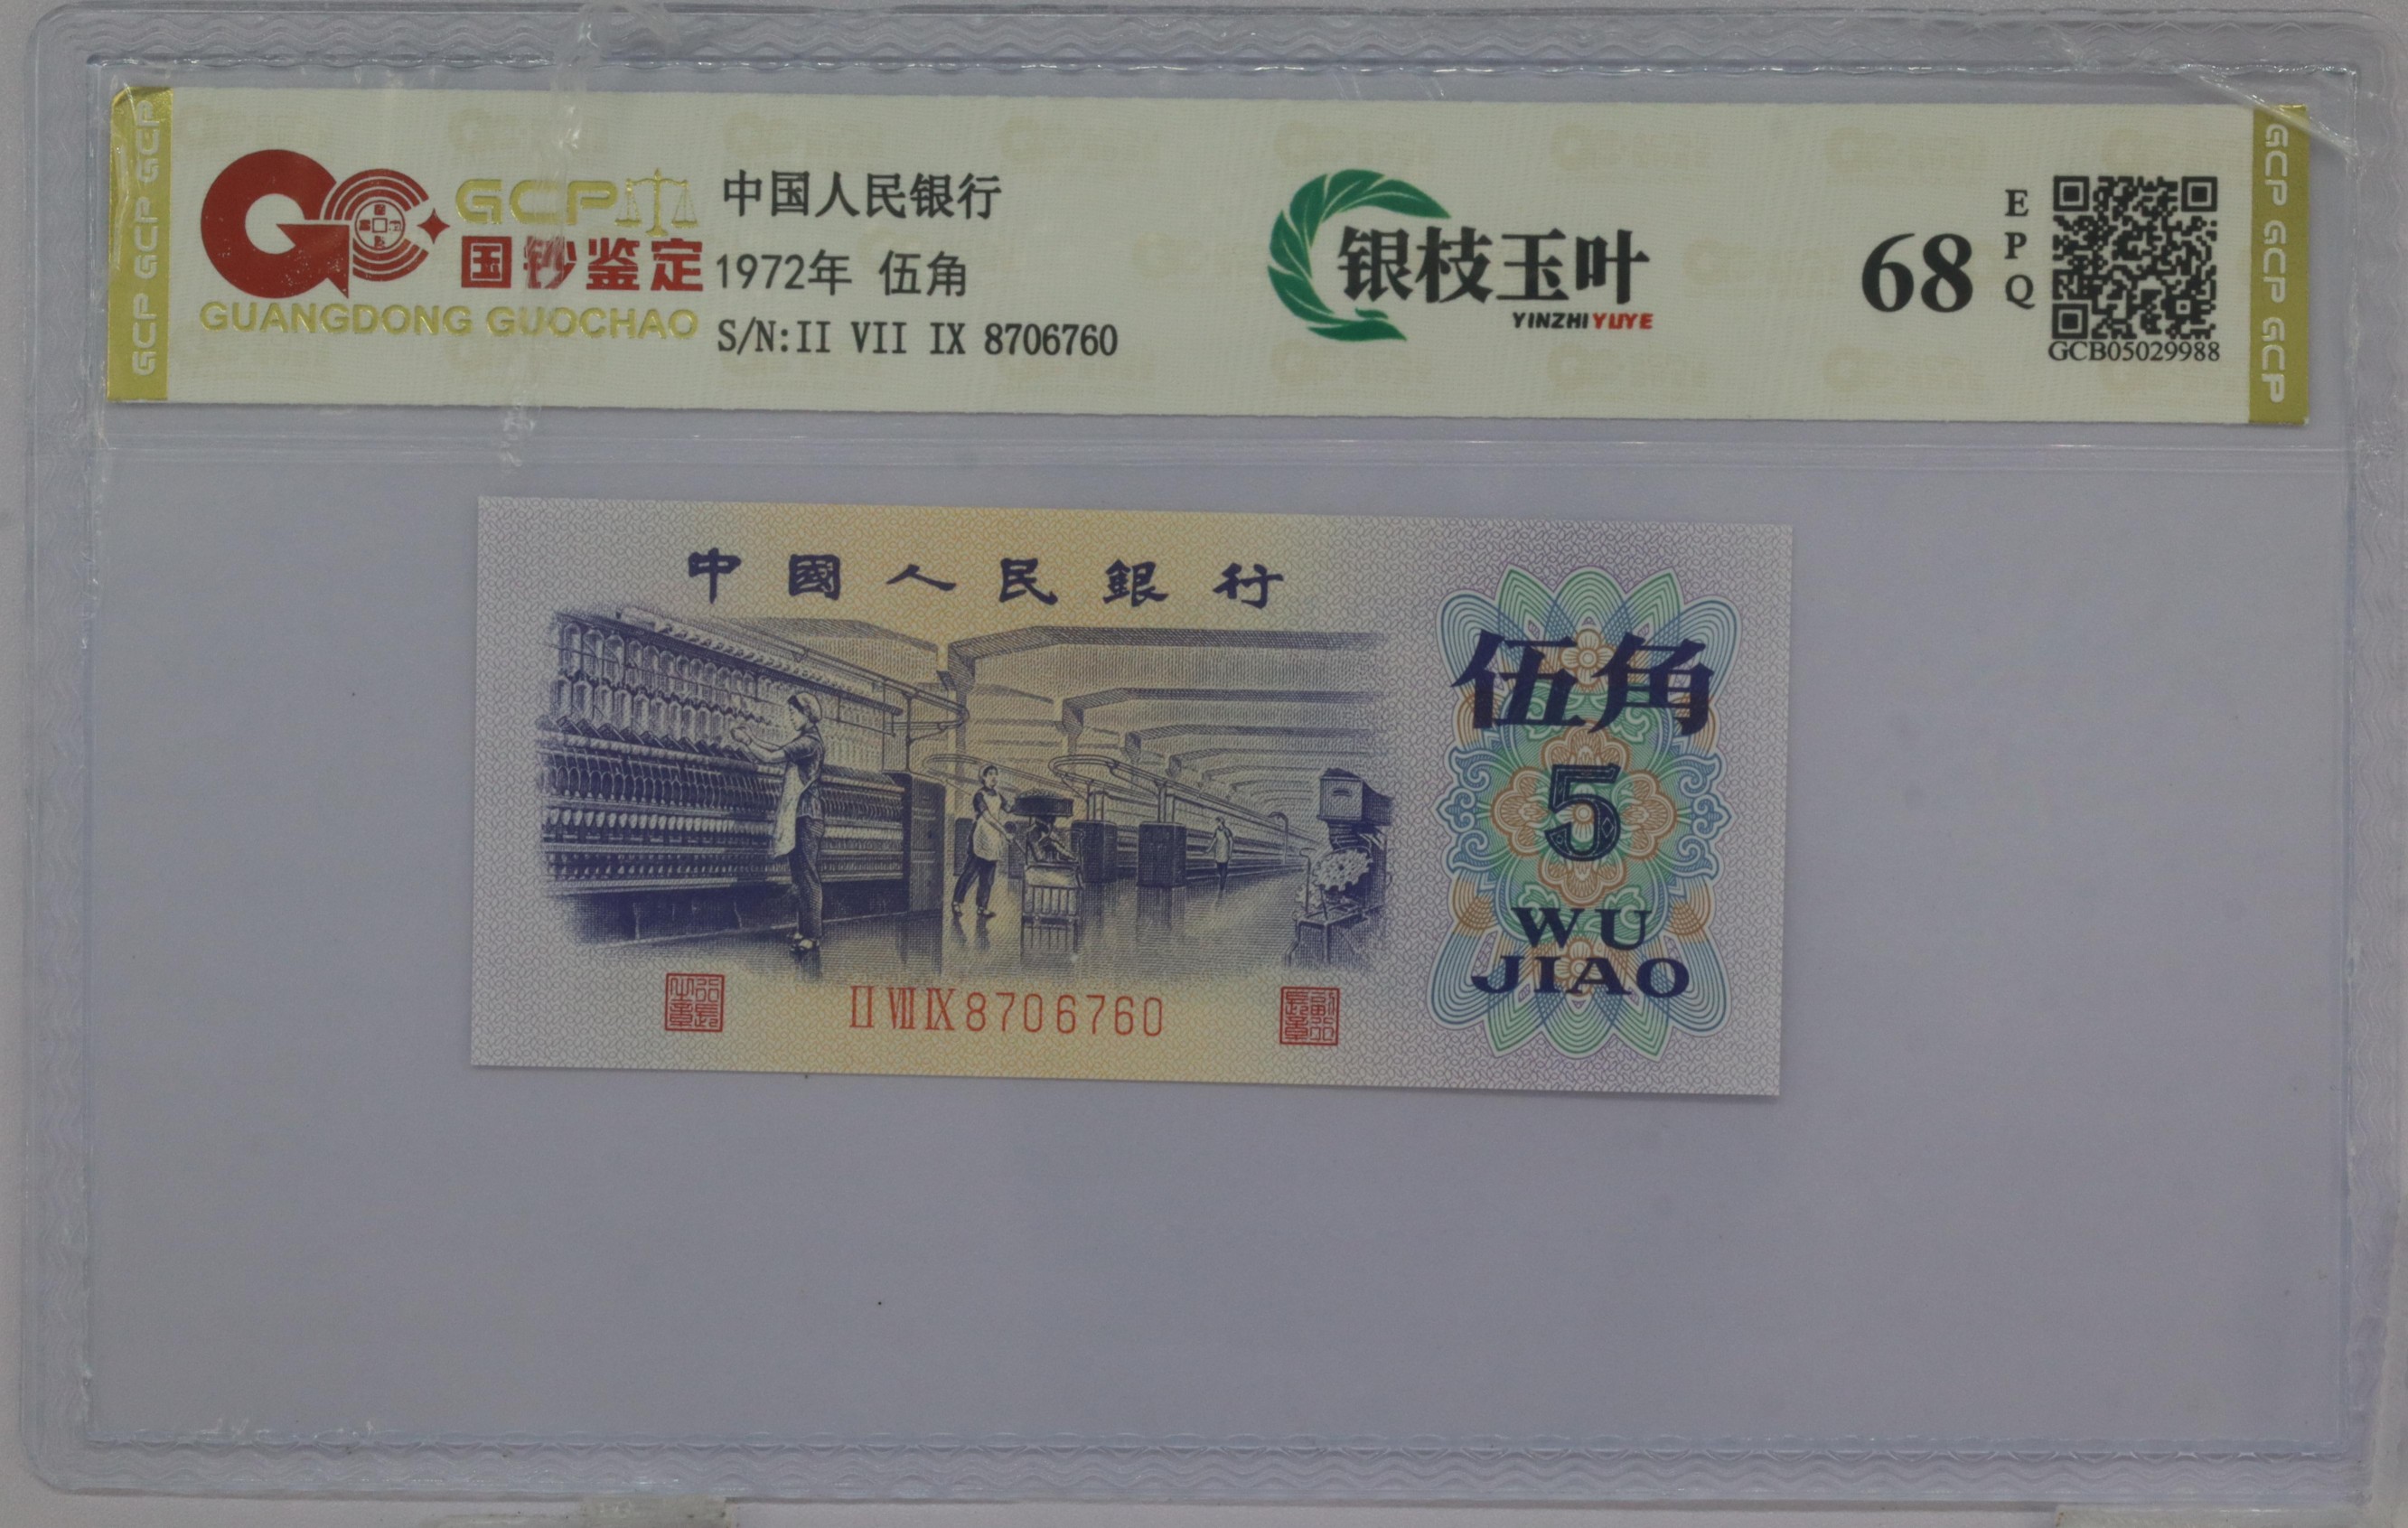 GCP GCP GCP
GCP
国钞鉴定
GUANGDONG GUOCHAO
中国人民银行
1972年 伍角
S/N:II VII IX 8706760
银枝玉叶
YINZHIYUYE
68
EPQ
GCB05029988
GCP GCP GCP
中國人民銀行
伍角
5
WU
JIAO
II VII IX 8706760